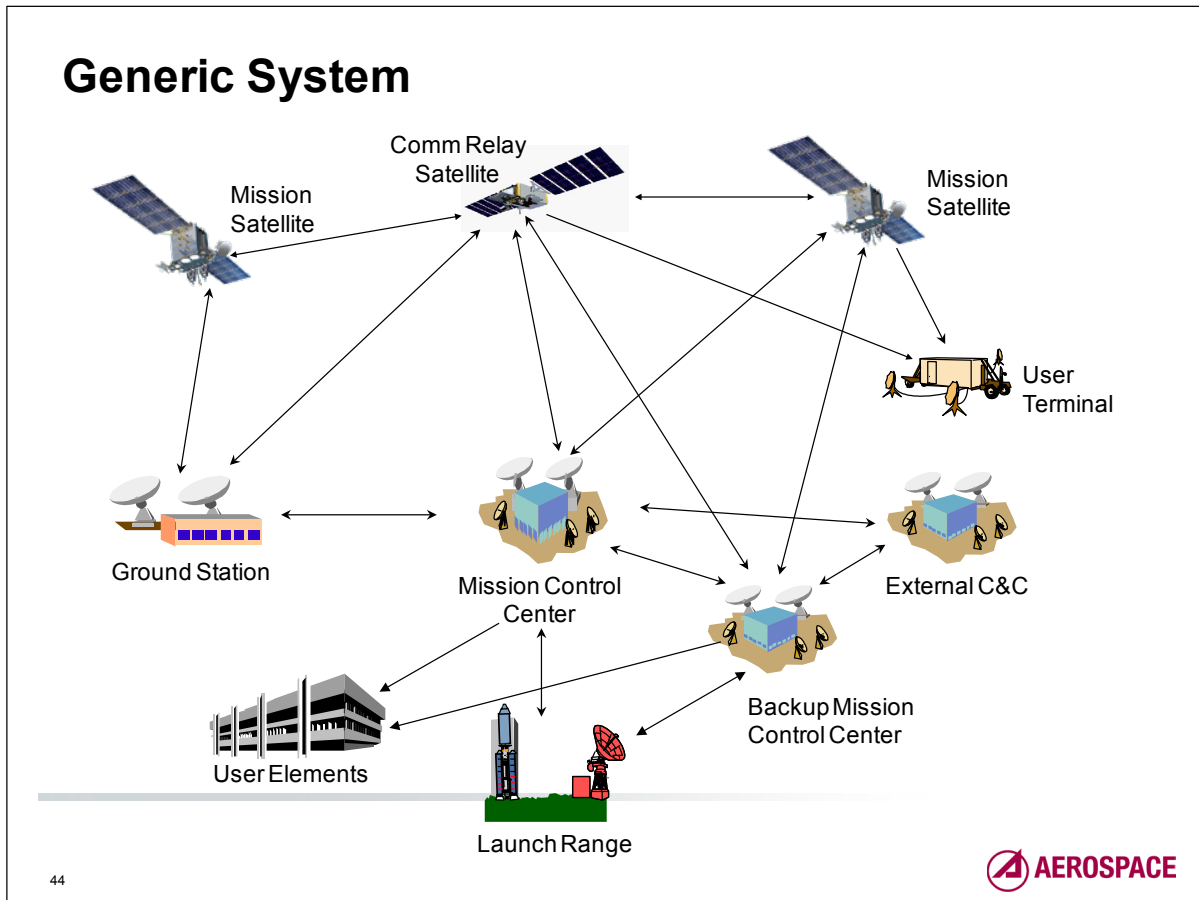 Generic System
Comm Relay
Satellite
Mission
Satellite
Mission
Satellite
User
Terminal
Ground Station
Mission Control
Center
External C&C
Backup Mission
Control Center
User Elements
Launch Range
44
AEROSPACE